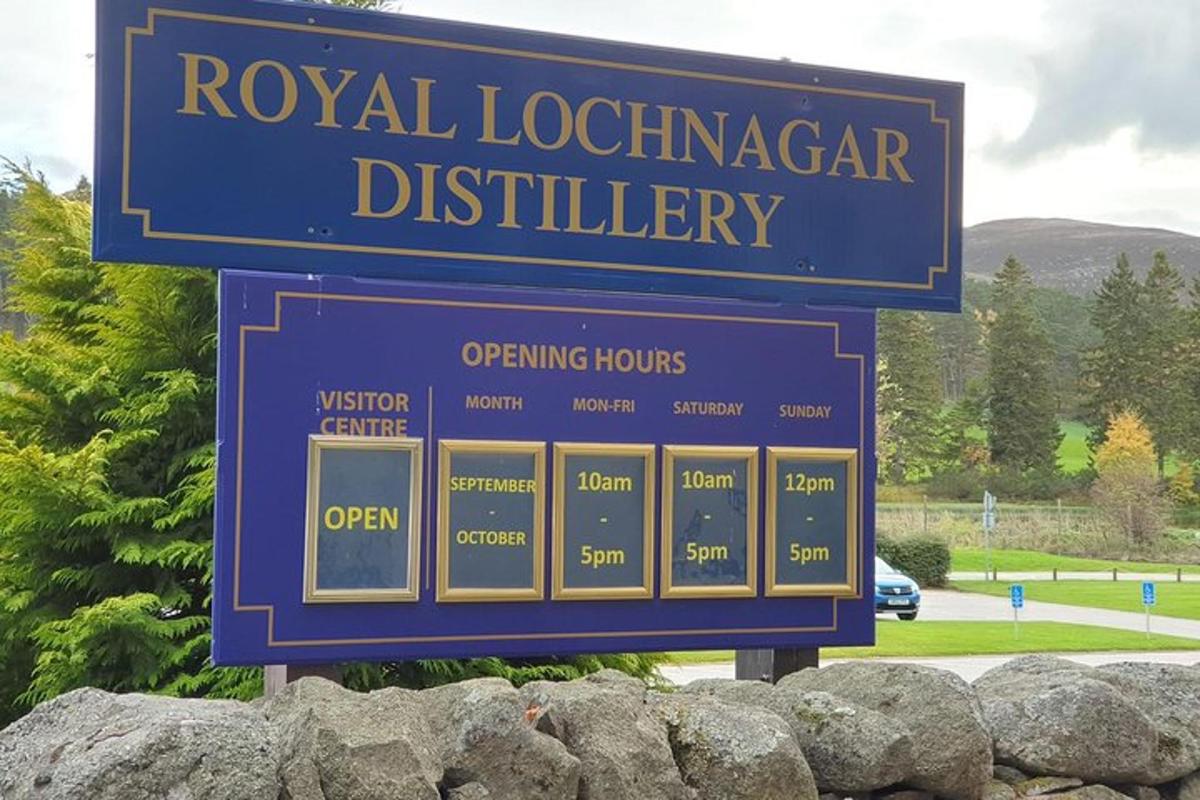 ROYAL LOCHNAGAR
DISTILLERY
OPENING HOURS
VISITOR
CENTRE
MONTH
MON-FRI
SATURDAY
SUNDAY
OPEN
SEPTEMBER
-
OCTOBER
10am
-
5pm
10am
-
5pm
12pm
-
5pm